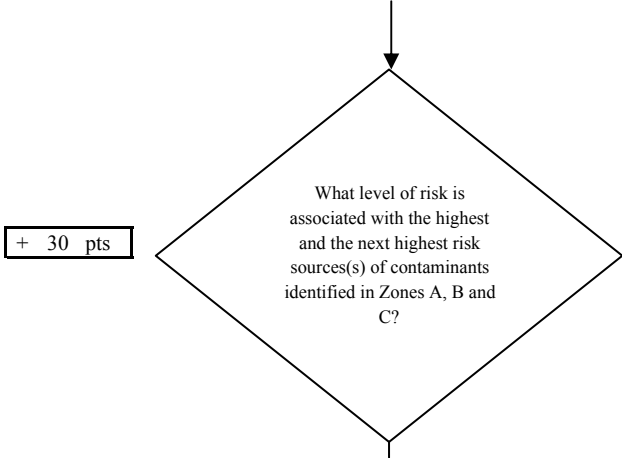 What level of risk is
associated with the highest
and the next highest risk
sources(s) of contaminants
identified in Zones A, B and
C?
+ 30 pts